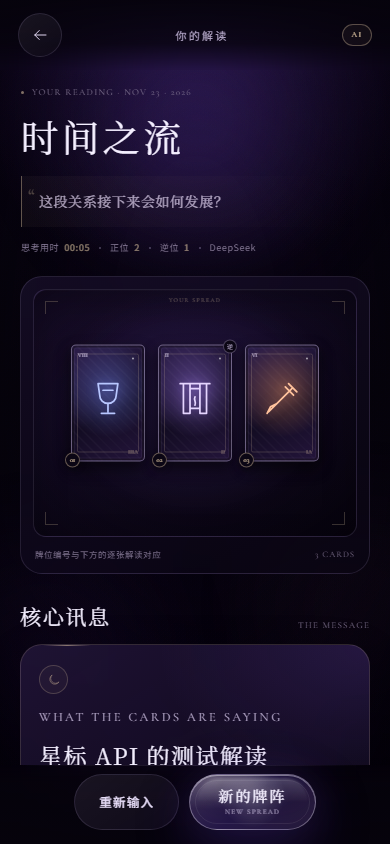 你的解读
AI
• YOUR READING · NOV 23 · 2026
时间之流
“
这段关系接下来会如何发展？
思考用时 00:05 · 正位 2 · 逆位 1 · DeepSeek
YOUR SPREAD
逆
VIII
II
VI
01
02
03
牌位编号与下方的逐张解读对应
3 CARDS
核心讯息
THE MESSAGE
WHAT THE CARDS ARE SAYING
星标 API 的测试解读
重新输入
新的牌阵
NEW SPREAD